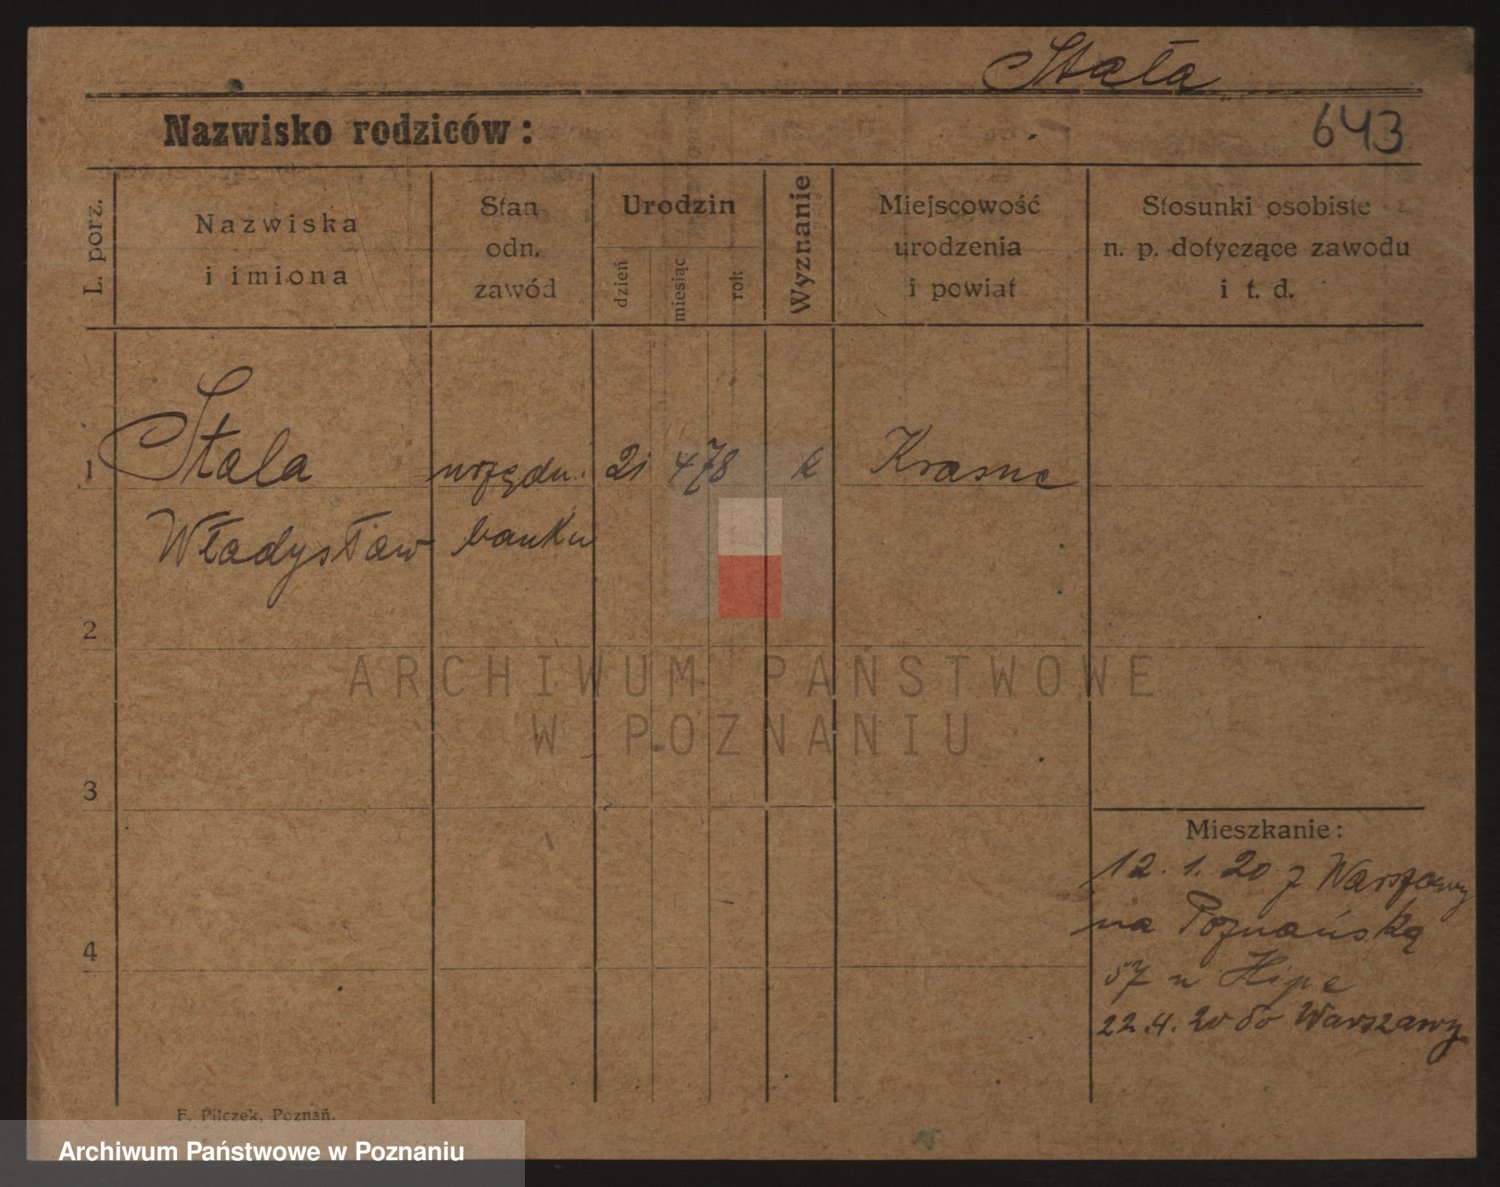 Stała
Nazwisko rodziców:
643
L. porz.
Nazwiska
i imiona
Stan
odn.
zawód
Urodzin
dzień
miesiąc
rok
Wyznanie
Miejscowość
urodzenia
i powiat
Stosunki osobiste
n. p. dotyczące zawodu
i t. d.
1 Stala urzędn. 21 4 78 k Krasne
Władysław banku
2
ARCHIWUM PAŃSTWOWE
W POZNANIU
3
Mieszkanie:
12. 1. 20 z Warszawy
na Poznańską
4
57 u
22. 4. 20 do Warszawy
F. Pilczek, Poznań.
Archiwum Państwowe w Poznaniu